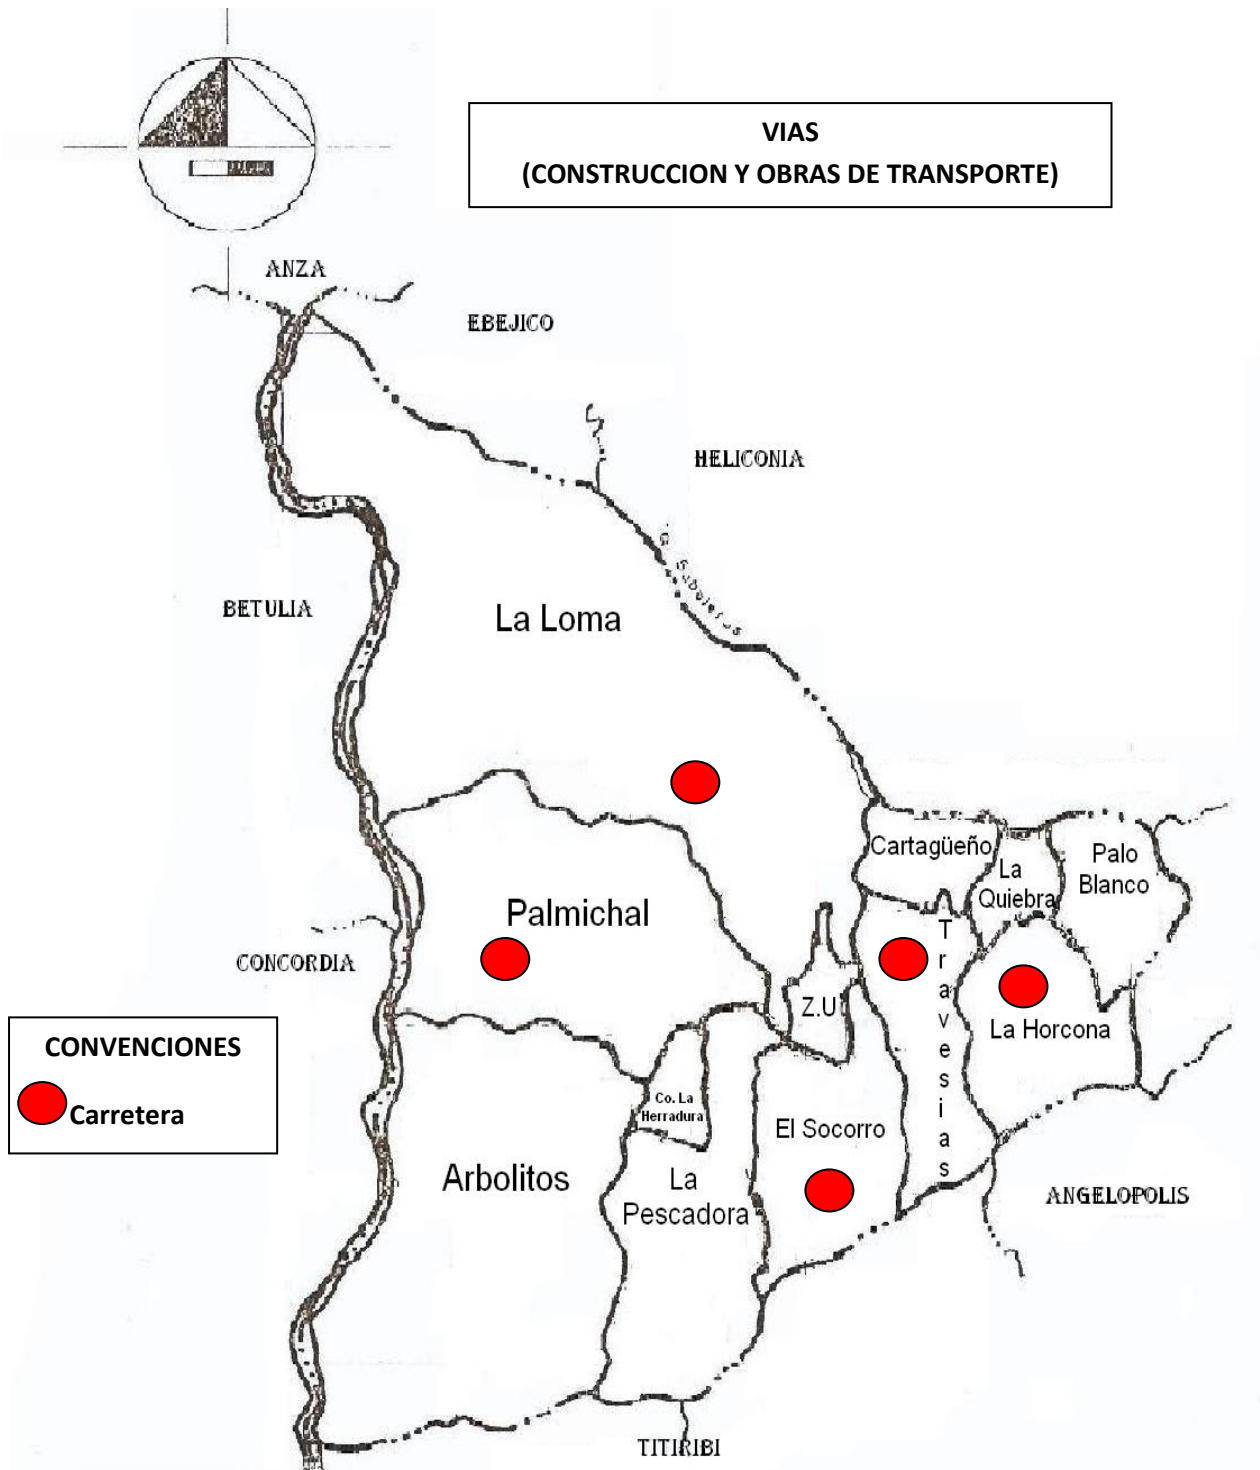 VIAS
(CONSTRUCCION Y OBRAS DE TRANSPORTE)
ANZA
EBEJICO
HELICONIA
BETULIA
La Loma
Cartagüeño
La
Quiebra
Palo
Blanco
Palmichal
CONCORDIA
Travesias
Z.U
La Horcona
CONVENCIONES
Carretera
Co. La
Herradura
El Socorro
Arbolitos
La
Pescadora
ANGELOPOLIS
TITIRIBI